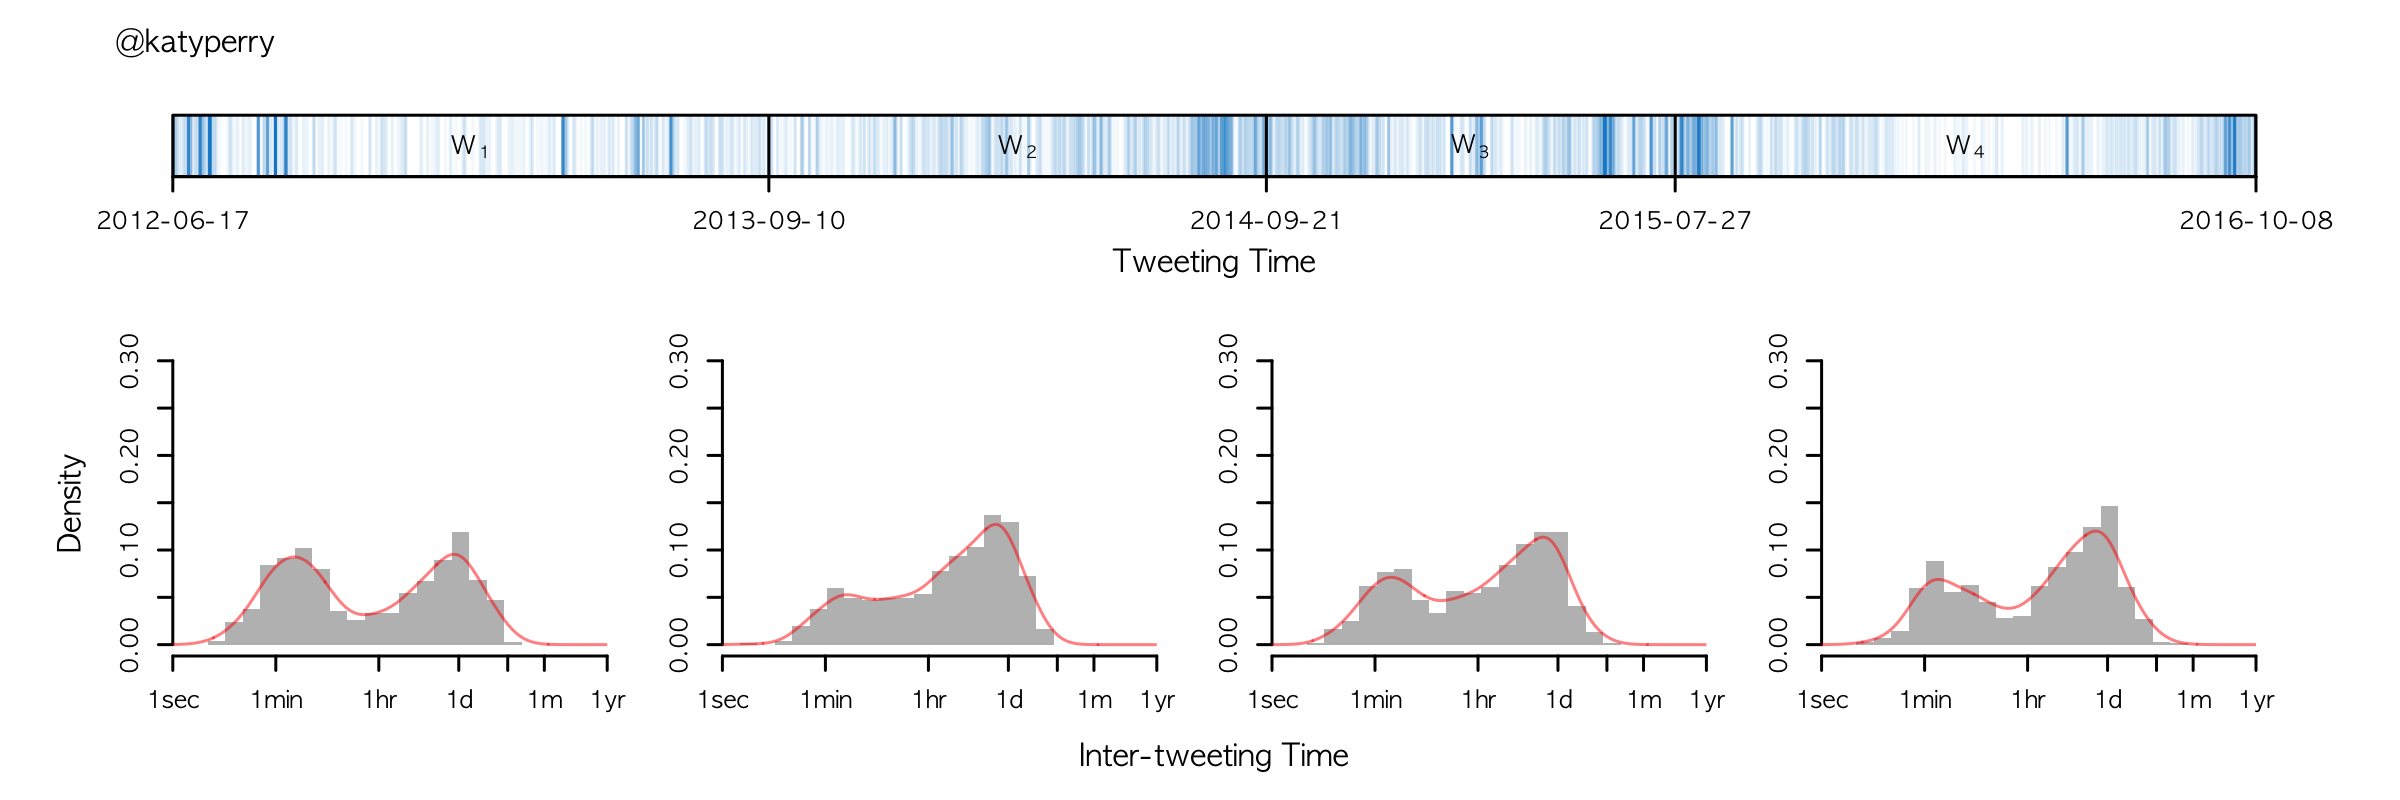 @katyperry
W1 W2 W3 W4
2012-06-17 2013-09-10 2014-09-21 2015-07-27 2016-10-08
Tweeting Time
Density
0.00 0.10 0.20 0.30
1sec 1min 1hr 1d 1m 1yr
0.00 0.10 0.20 0.30
1sec 1min 1hr 1d 1m 1yr
0.00 0.10 0.20 0.30
1sec 1min 1hr 1d 1m 1yr
0.00 0.10 0.20 0.30
1sec 1min 1hr 1d 1m 1yr
Inter-tweeting Time